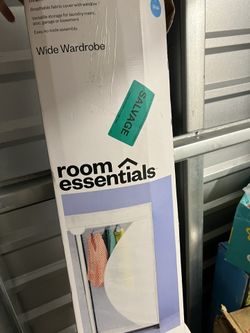 Breathable fabric cover with window
Versatile storage for laundry room,
attic, garage or basement
Easy, no-tools assembly
Wide Wardrobe
SALVAGE
room
essentials